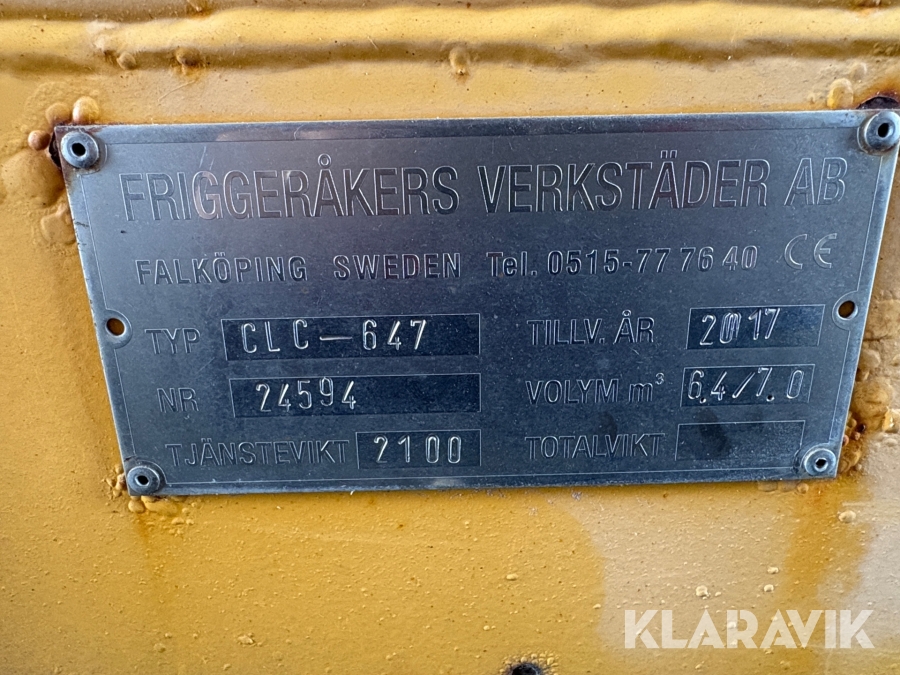 FRIGGERÅKERS VERKSTÄDER AB
FALKÖPING SWEDEN Tel. 0515-77 76 40 CE
TYP CLC-647 TILLV. ÅR 2017
NR 24594 VOLYM m³ 6.4/7.0
TJÄNSTEVIKT 2100 TOTALVIKT
KLARAVIK